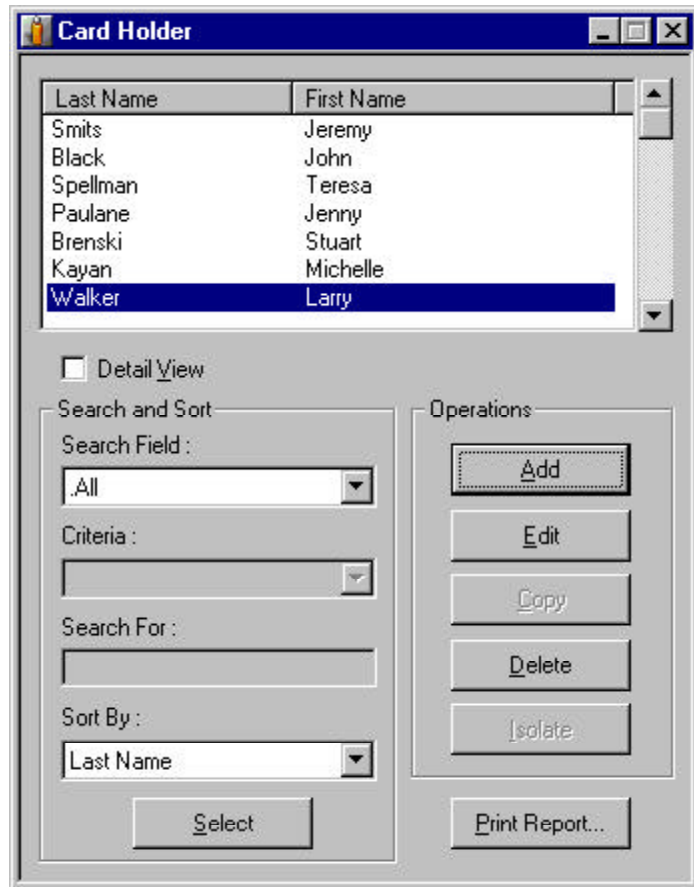 Card Holder
Last Name First Name
Smits Jeremy
Black John
Spellman Teresa
Paulane Jenny
Brenski Stuart
Kayan Michelle
Walker Larry
Detail View
Search and Sort
Search Field :
.All
Criteria :
Search For :
Sort By :
Last Name
Select
Operations
Add
Edit
Copy
Delete
Isolate
Print Report...